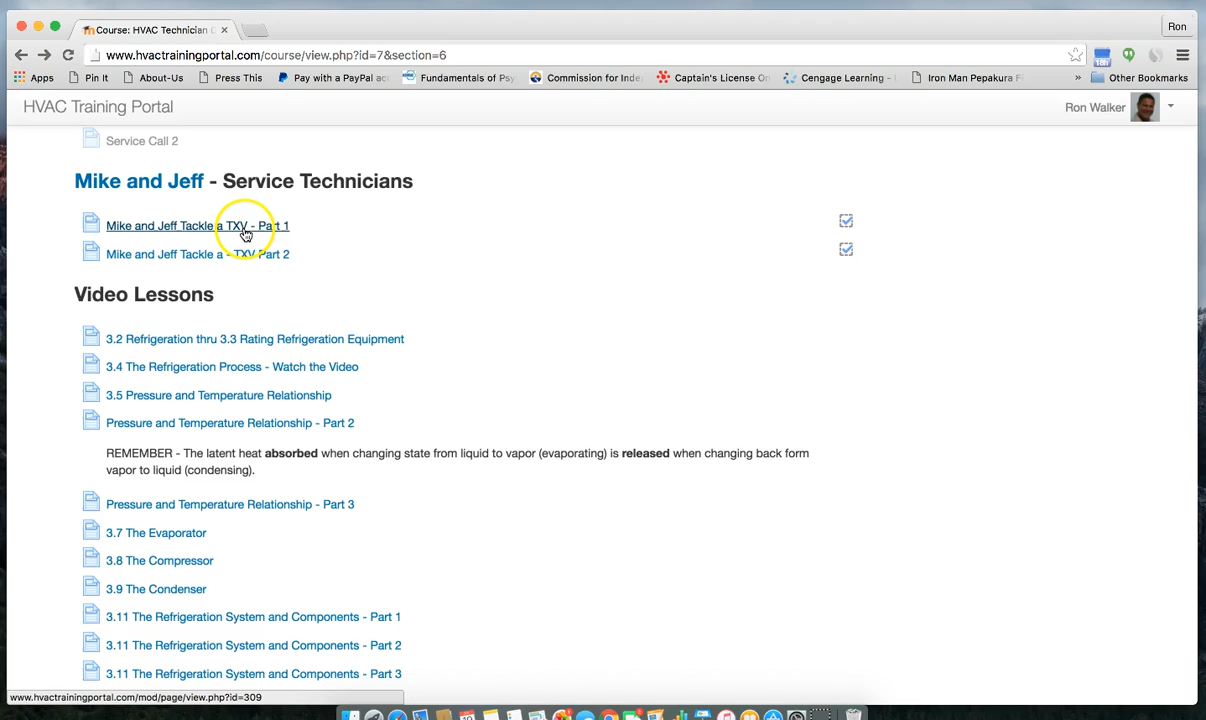 Course: HVAC Technician C
Ron
www.hvactrainingportal.com/course/view.php?id=7&section=6
Apps Pin It About-Us Press This Pay with a PayPal ac Fundamentals of Psy Commission for Inde Captain's License On Cengage Learning - Iron Man Pepakura F » Other Bookmarks
HVAC Training Portal
Ron Walker
Service Call 2
Mike and Jeff - Service Technicians
Mike and Jeff Tackle a TXV - Part 1
Mike and Jeff Tackle a - TXV Part 2
Video Lessons
3.2 Refrigeration thru 3.3 Rating Refrigeration Equipment
3.4 The Refrigeration Process - Watch the Video
3.5 Pressure and Temperature Relationship
Pressure and Temperature Relationship - Part 2
REMEMBER - The latent heat absorbed when changing state from liquid to vapor (evaporating) is released when changing back form
vapor to liquid (condensing).
Pressure and Temperature Relationship - Part 3
3.7 The Evaporator
3.8 The Compressor
3.9 The Condenser
3.11 The Refrigeration System and Components - Part 1
3.11 The Refrigeration System and Components - Part 2
3.11 The Refrigeration System and Components - Part 3
www.hvactrainingportal.com/mod/page/view.php?id=309